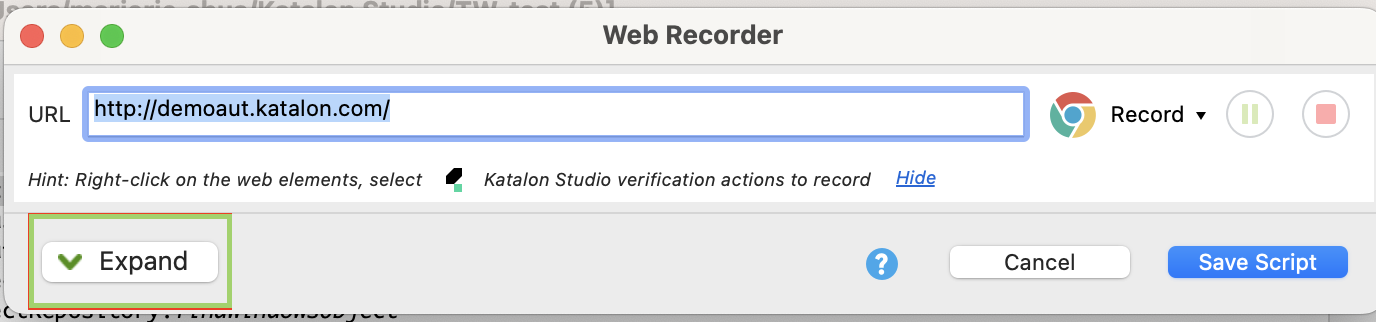 Web Recorder
URL http://demoaut.katalon.com/ Record
Hint: Right-click on the web elements, select Katalon Studio verification actions to record Hide
Expand ? Cancel Save Script